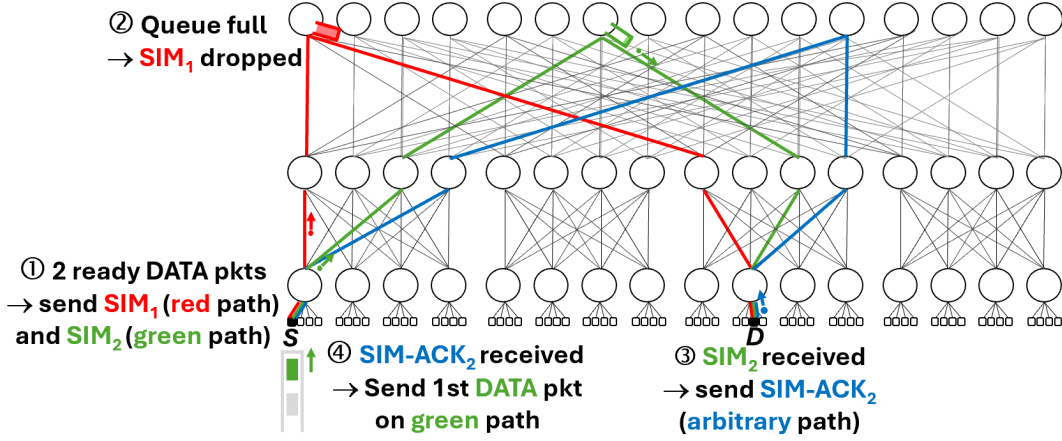 ② Queue full
→ SIM₁ dropped
① 2 ready DATA pkts
→ send SIM₁ (red path)
and SIM₂ (green path)
S
D
④ SIM-ACK₂ received
→ Send 1st DATA pkt
on green path
③ SIM₂ received
→ send SIM-ACK₂
(arbitrary path)